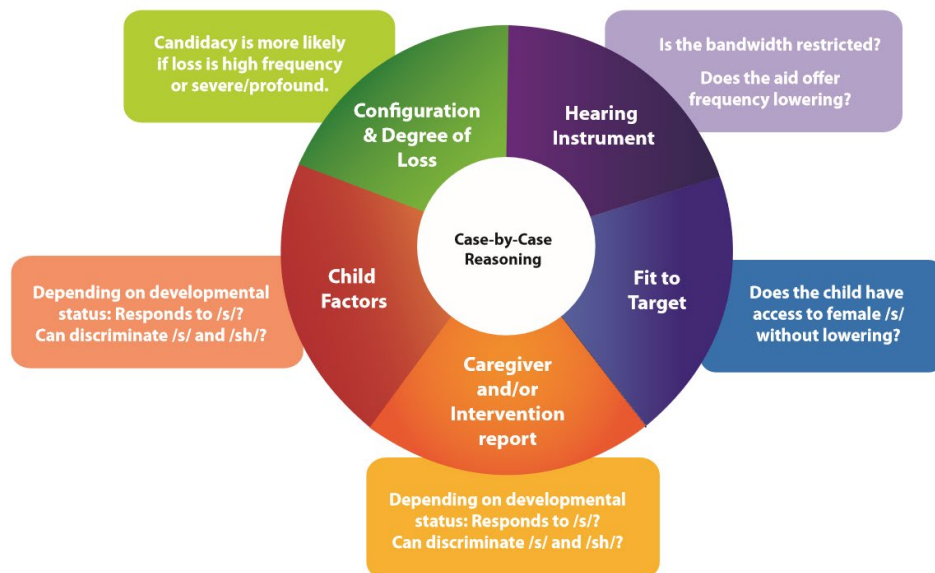 Candidacy is more likely
if loss is high frequency
or severe/profound.
Is the bandwidth restricted?
Does the aid offer
frequency lowering?
Configuration
& Degree of
Loss
Hearing
Instrument
Case-by-Case
Reasoning
Child
Factors
Fit to
Target
Depending on developmental
status: Responds to /s/?
Can discriminate /s/ and /sh/?
Does the child have
access to female /s/
without lowering?
Caregiver
and/or
Intervention
report
Depending on developmental
status: Responds to /s/?
Can discriminate /s/ and /sh/?